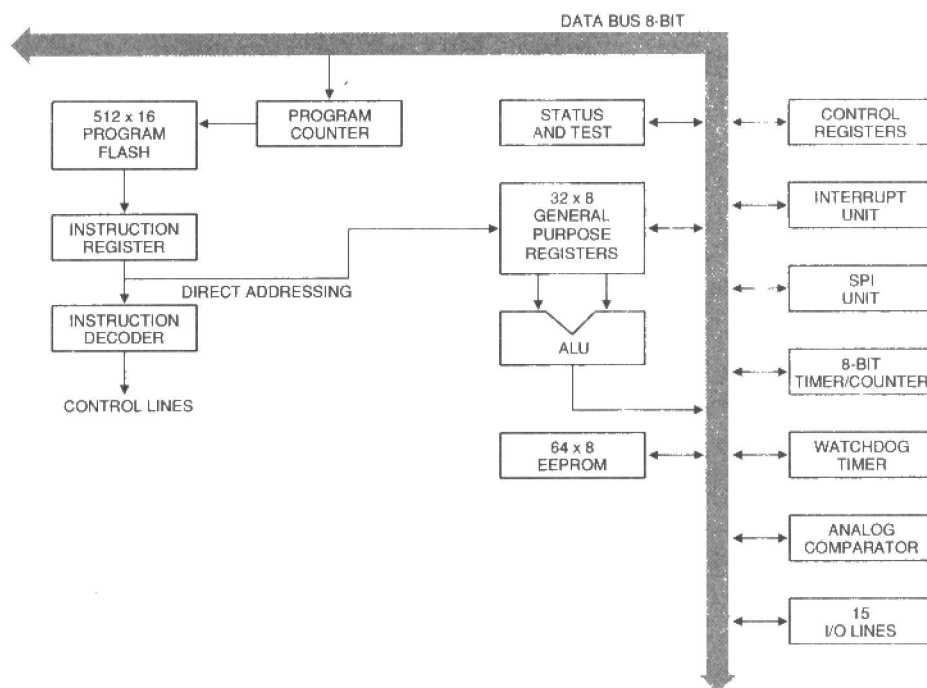 DATA BUS 8-BIT
512 x 16
PROGRAM
FLASH
PROGRAM
COUNTER
STATUS
AND TEST
CONTROL
REGISTERS
32 x 8
GENERAL
PURPOSE
REGISTERS
INTERRUPT
UNIT
INSTRUCTION
REGISTER
DIRECT ADDRESSING
SPI
UNIT
INSTRUCTION
DECODER
ALU
8-BIT
TIMER/COUNTER
CONTROL LINES
64 x 8
EEPROM
WATCHDOG
TIMER
ANALOG
COMPARATOR
15
I/O LINES